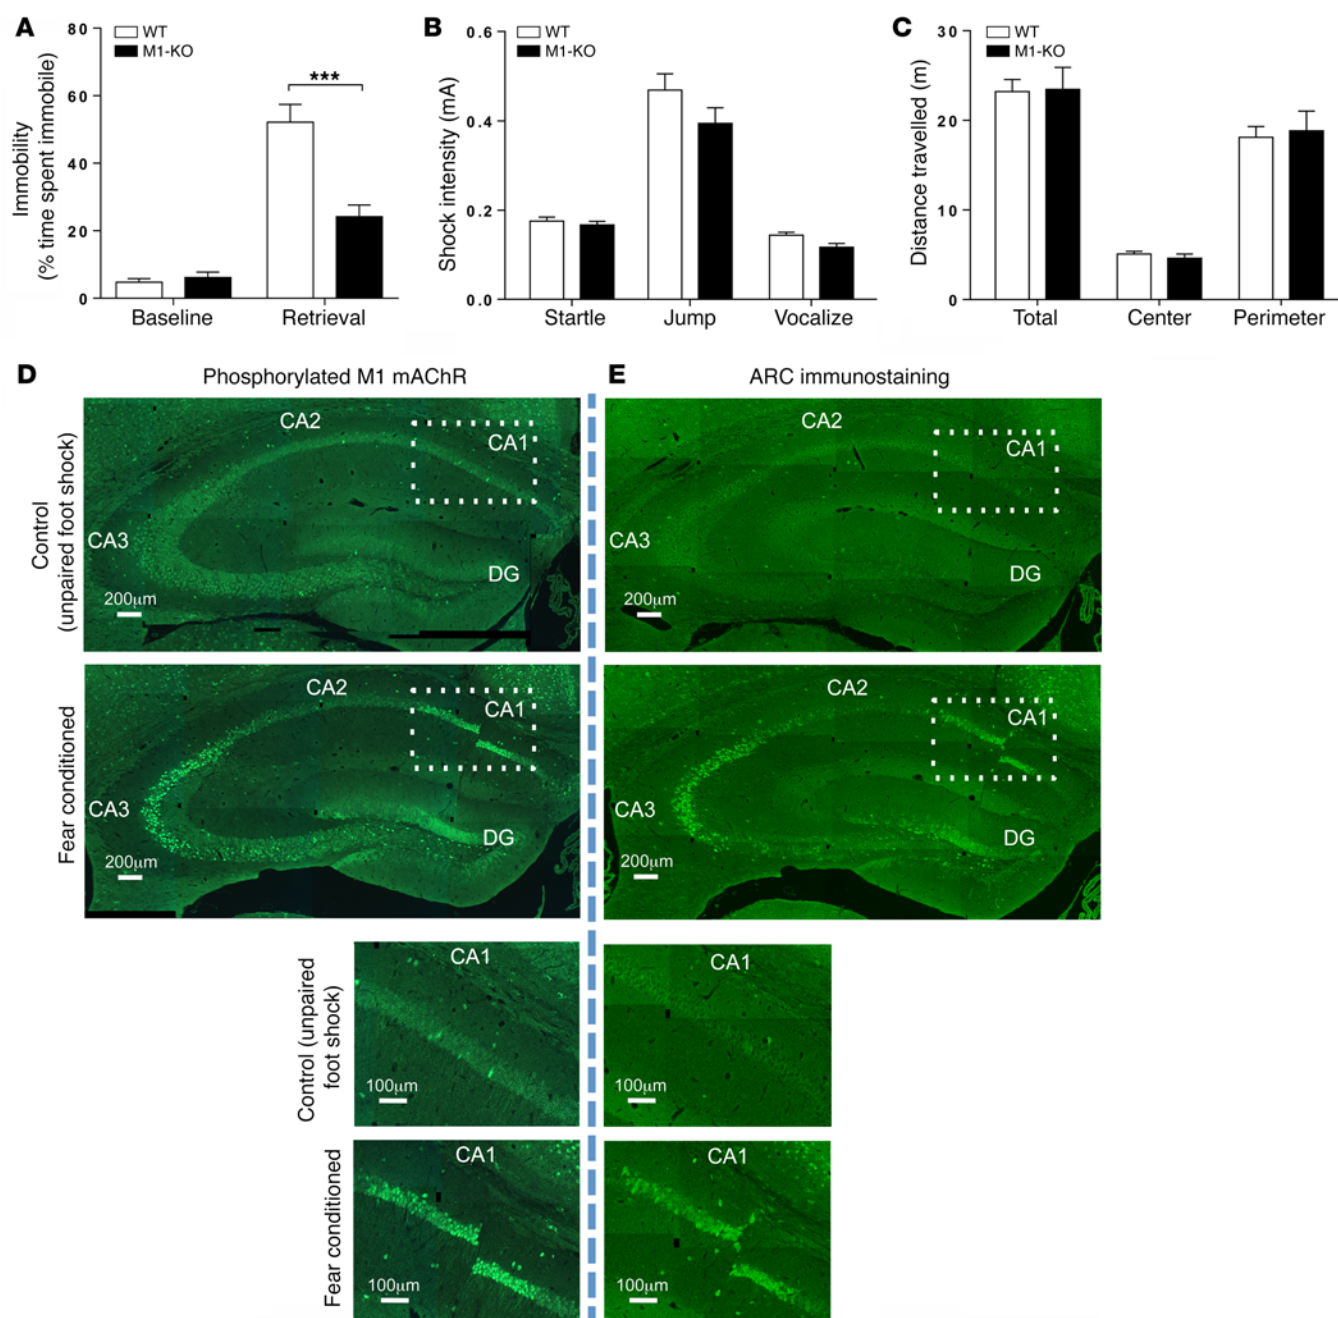 A
80
60
40
20
0
Immobility
(% time spent immobile)
WT
M1-KO
***
Baseline
Retrieval
B
0.6
0.4
0.2
0.0
Shock intensity (mA)
WT
M1-KO
Startle
Jump
Vocalize
C
30
20
10
0
Distance travelled (m)
WT
M1-KO
Total
Center
Perimeter
D
Phosphorylated M1 mAChR
E
ARC immunostaining
Control
(unpaired foot shock)
CA2
CA1
CA3
DG
200μm
CA2
CA1
CA3
DG
200μm
Fear conditioned
CA2
CA1
CA3
DG
200μm
CA2
CA1
CA3
DG
200μm
Control (unpaired
foot shock)
CA1
100μm
CA1
100μm
Fear conditioned
CA1
100μm
CA1
100μm